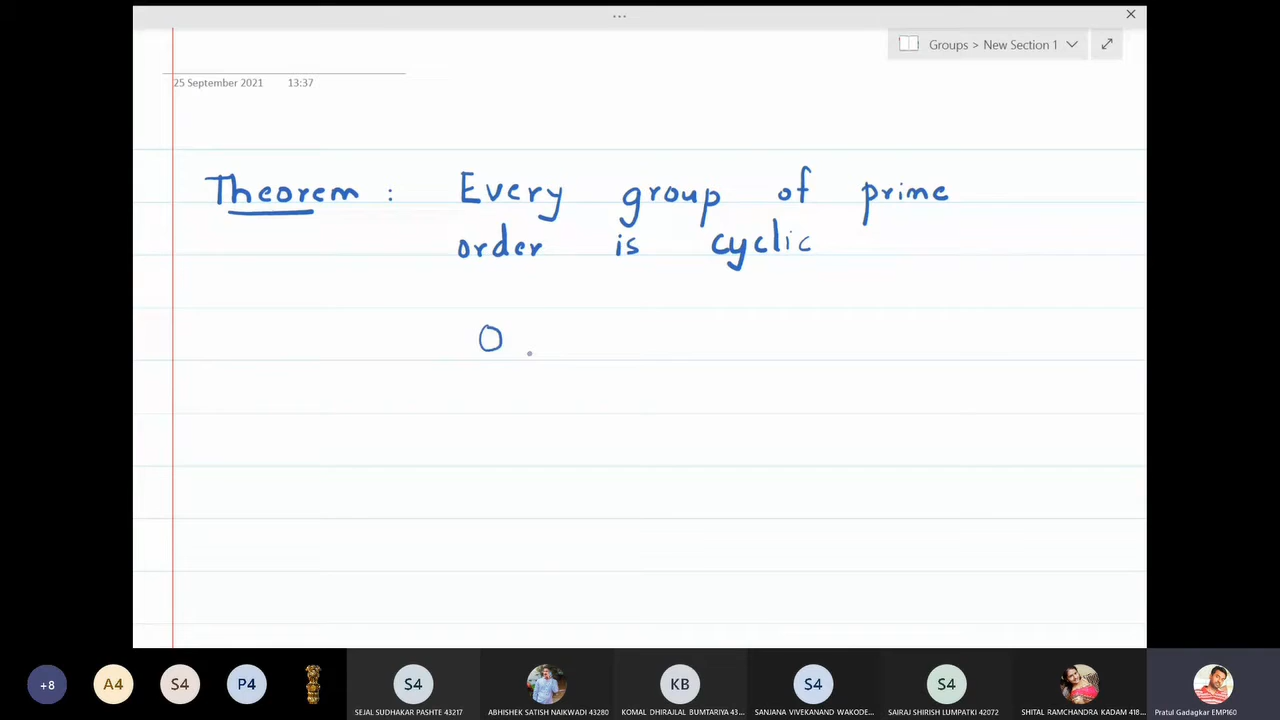 ...
Groups > New Section 1
25 September 2021 13:37
Theorem : Every group of prime
order is cyclic
O
+8
A4
S4
P4
S4
KB
S4
S4
SEJAL SUDHAKAR PASHTE 43217
ABHISHEK SATISH NAIKWADI 43280
KOMAL DHIRAJLAL BUMTARIYA 43...
SANJANA VIVEKANAND WAKODE...
SAIRAJ SHIRISH LUMPATKI 42072
SHITAL RAMCHANDRA KADAM 418...
Pratul Gadagkar EMP160